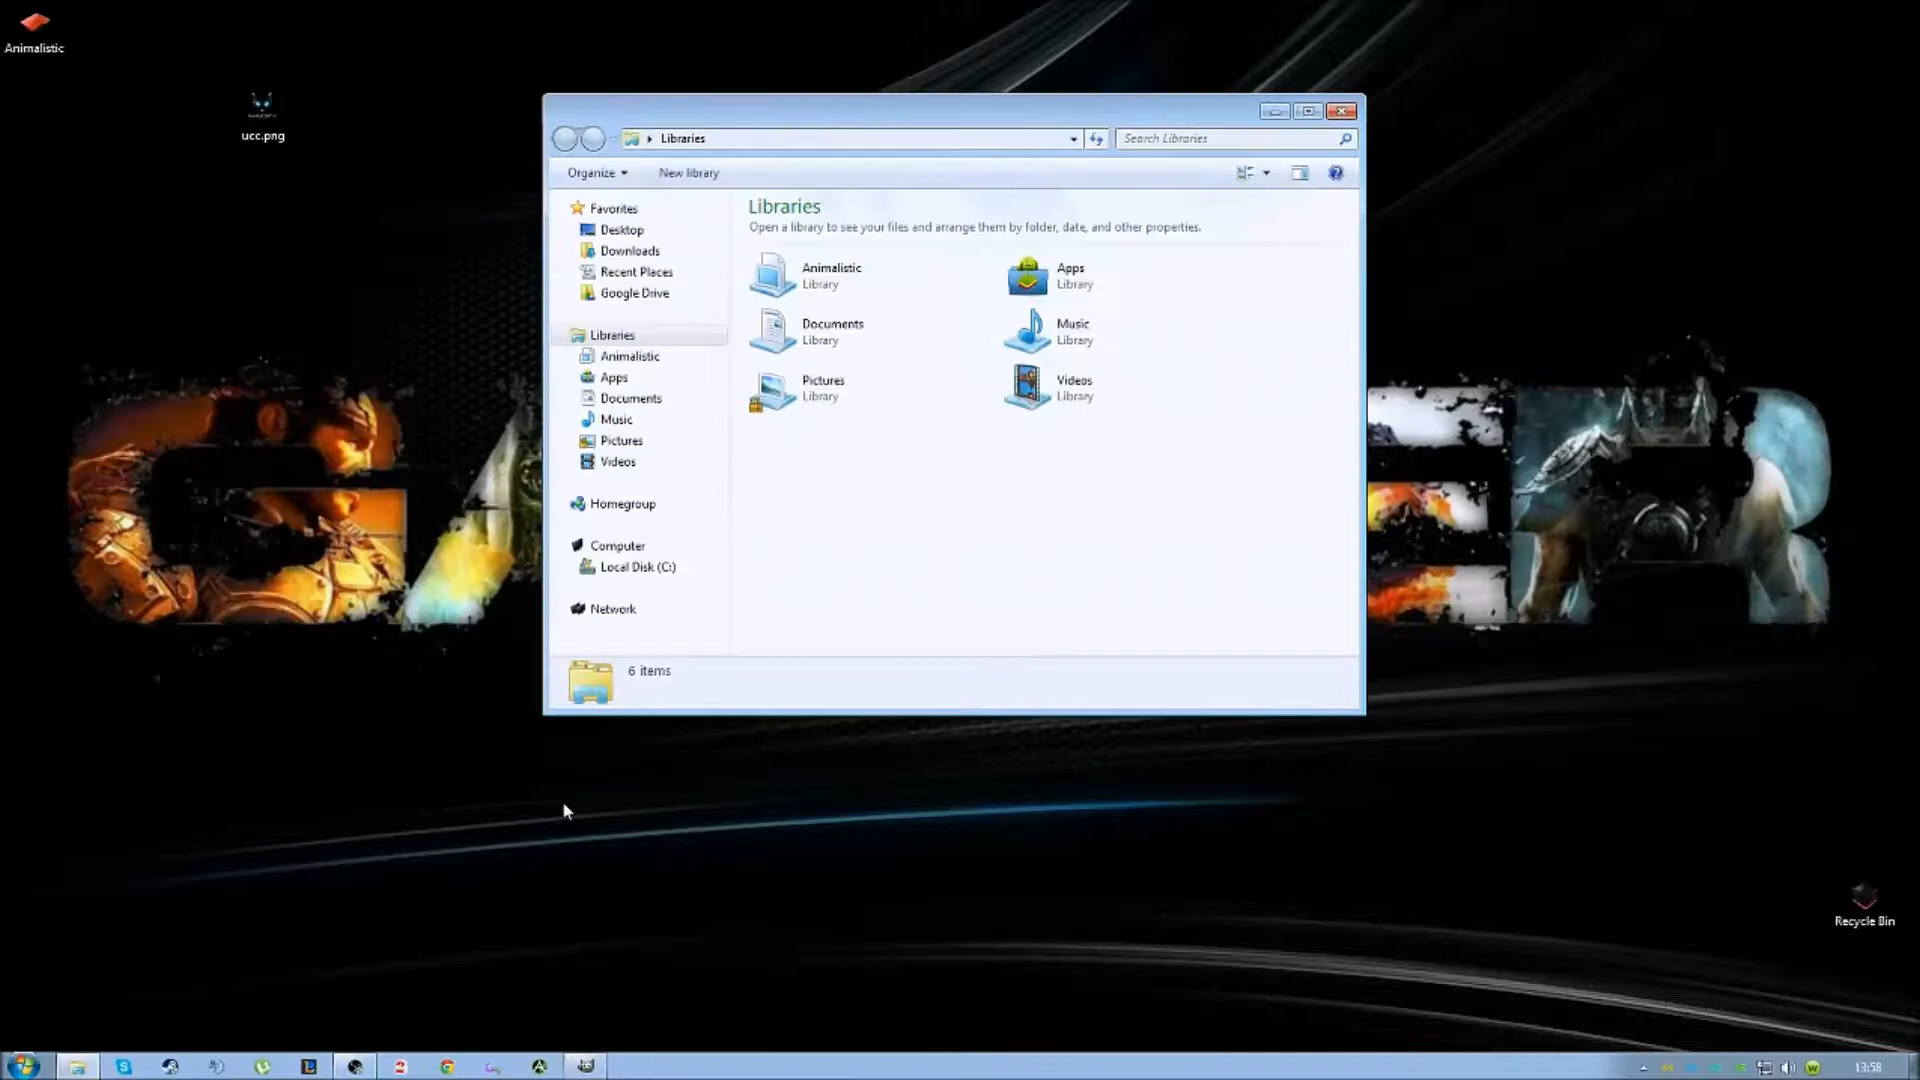 Animalistic
ucc.png
Libraries
Search Libraries
Organize
New library
Favorites
Desktop
Downloads
Recent Places
Google Drive
Libraries
Animalistic
Apps
Documents
Music
Pictures
Videos
Homegroup
Computer
Local Disk (C:)
Network
Libraries
Open a library to see your files and arrange them by folder, date, and other properties.
Animalistic
Library
Apps
Library
Documents
Library
Music
Library
Pictures
Library
Videos
Library
6 items
Recycle Bin
13:58